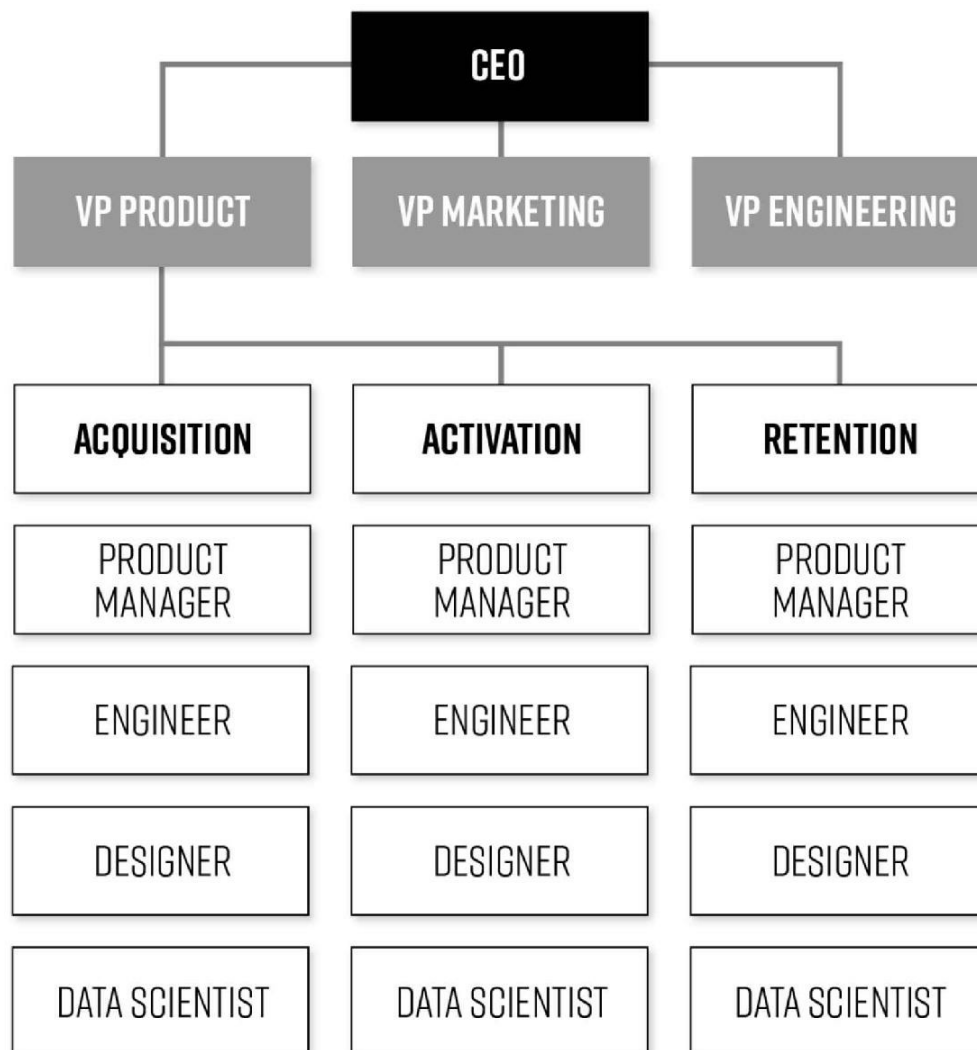 CEO
VP PRODUCT
VP MARKETING
VP ENGINEERING
ACQUISITION
ACTIVATION
RETENTION
PRODUCT
MANAGER
PRODUCT
MANAGER
PRODUCT
MANAGER
ENGINEER
ENGINEER
ENGINEER
DESIGNER
DESIGNER
DESIGNER
DATA SCIENTIST
DATA SCIENTIST
DATA SCIENTIST